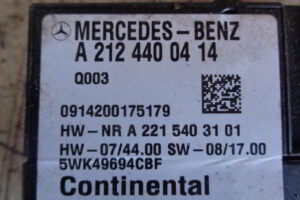 MERCEDES-BENZ
A 212 440 04 14
Q003
0914200175179
HW-NR A 221 540 31 01
HW-07/44.00 SW-08/17.00
5WK49694CBF
Continental